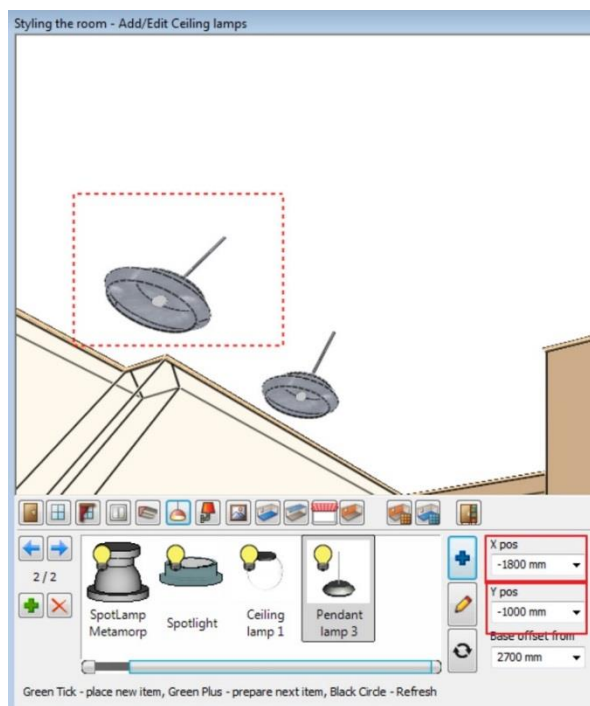 Styling the room - Add/Edit Ceiling lamps
X pos
-1800 mm
2 / 2
Y pos
-1000 mm
SpotLamp
Metamorp
Spotlight
Ceiling
lamp 1
Pendant
lamp 3
Base offset from
2700 mm
Green Tick - place new item, Green Plus - prepare next item, Black Circle - Refresh